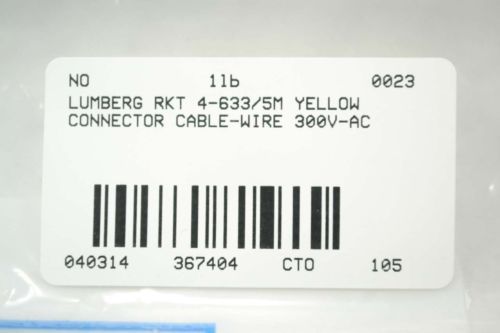 NO 1lb 0023
LUMBERG RKT 4-633/5M YELLOW
CONNECTOR CABLE-WIRE 300V-AC
040314 367404 CTO 105